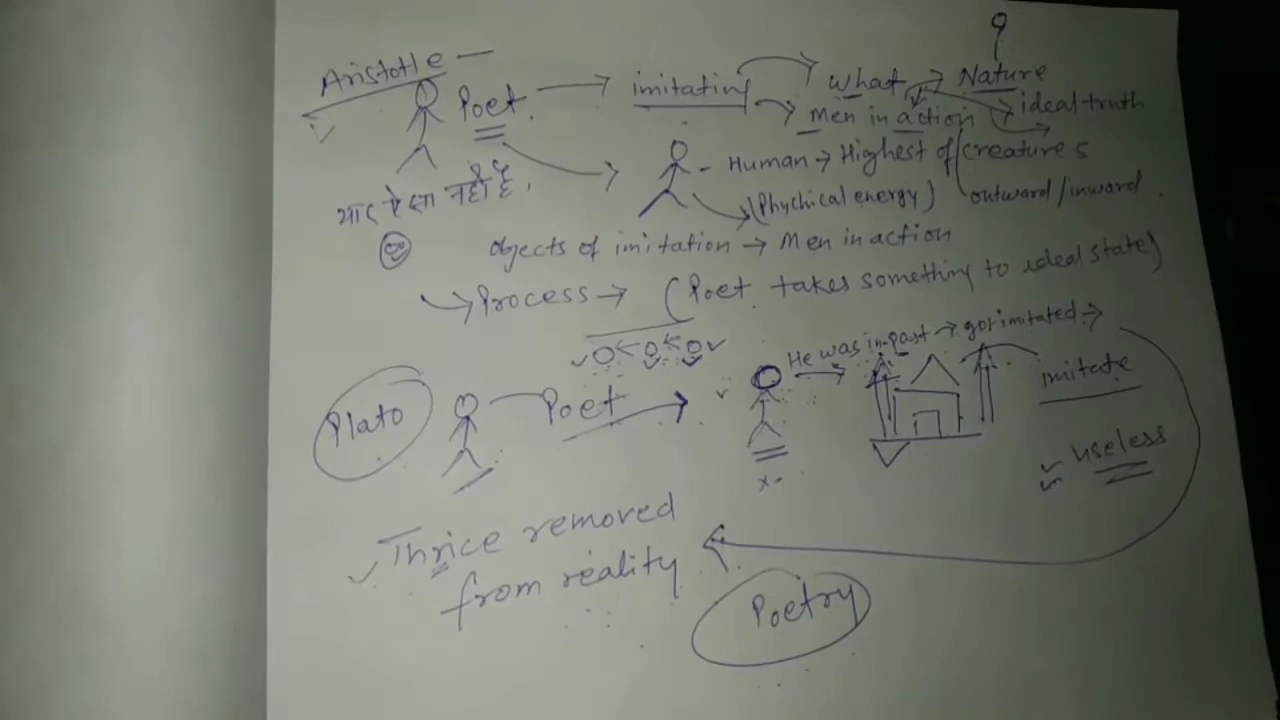 Aristotle —
Poet → imitating → What → Nature
→ Men in action → ideal truth
Human → Highest of creatures
ऐसा नही है,
(Phychical energy) outward/inward.
objects of imitation → Men in action
→ Process → (Poet takes something to ideal state)
He was in past → got imitated →
Plato Poet → imitate
useless
Thrice removed
from reality
Poetry